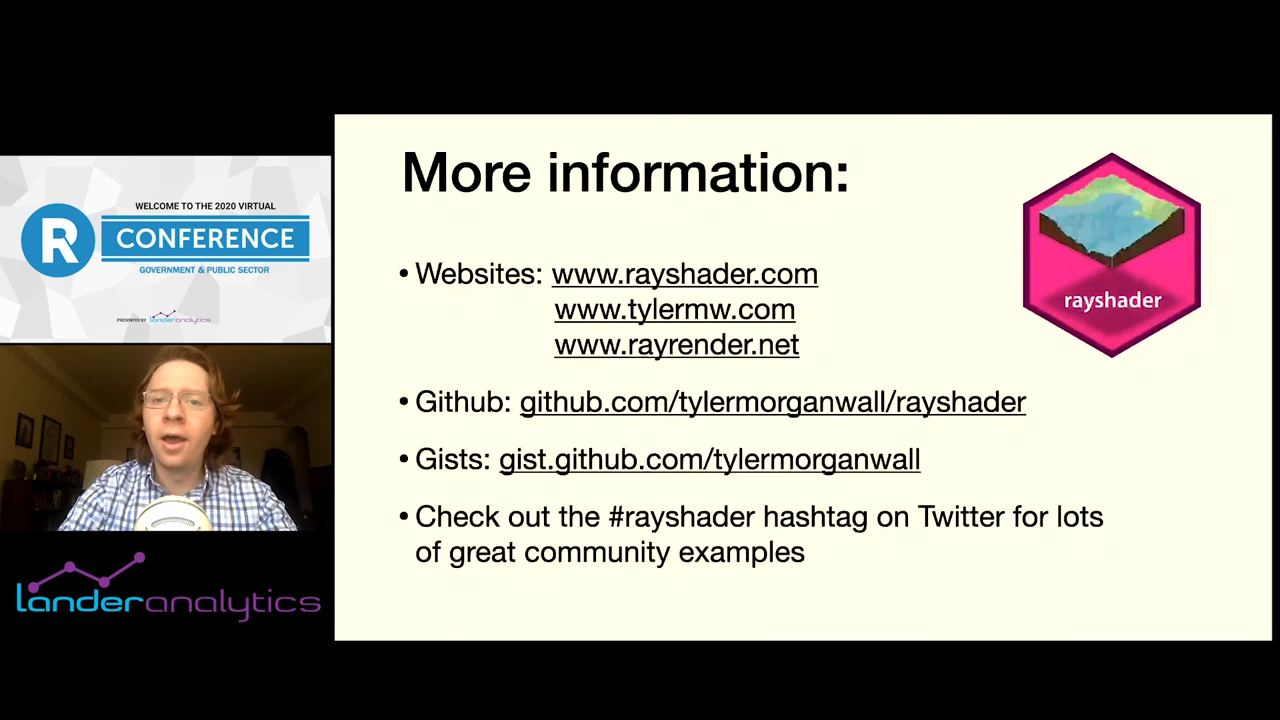 WELCOME TO THE 2020 VIRTUAL
R CONFERENCE
GOVERNMENT & PUBLIC SECTOR
PRESENTED BY landeranalytics
landeranalytics
More information:
• Websites: www.rayshader.com
www.tylermw.com
www.rayrender.net
• Github: github.com/tylermorganwall/rayshader
• Gists: gist.github.com/tylermorganwall
• Check out the #rayshader hashtag on Twitter for lots
of great community examples
rayshader